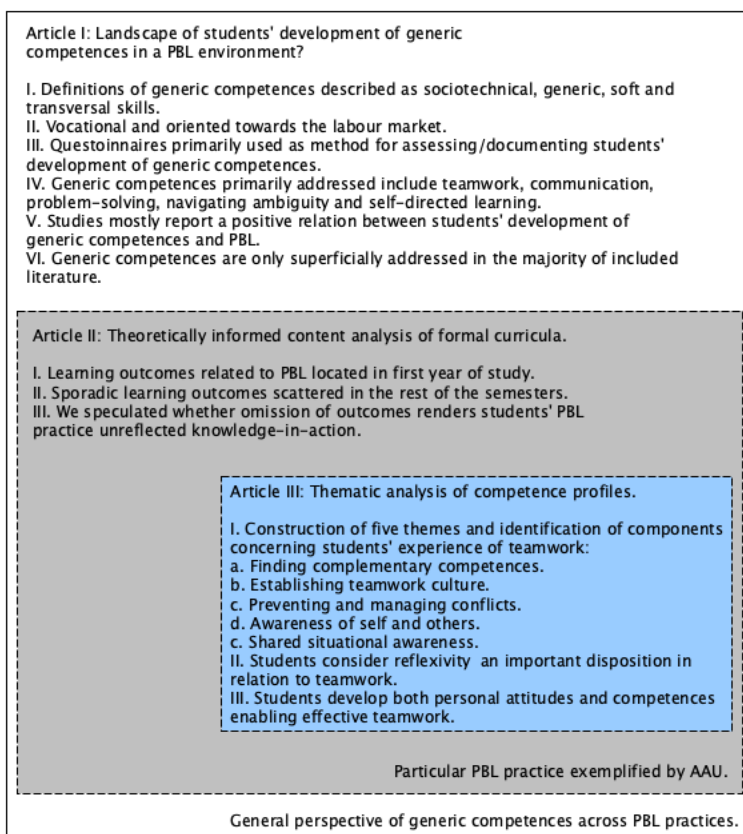 Article I: Landscape of students' development of generic
competences in a PBL environment?
I. Definitions of generic competences described as sociotechnical, generic, soft and
transversal skills.
II. Vocational and oriented towards the labour market.
III. Questoinnaires primarily used as method for assessing/documenting students'
development of generic competences.
IV. Generic competences primarily addressed include teamwork, communication,
problem-solving, navigating ambiguity and self-directed learning.
V. Studies mostly report a positive relation between students' development of
generic competences and PBL.
VI. Generic competences are only superficially addressed in the majority of included
literature.
Article II: Theoretically informed content analysis of formal curricula.
I. Learning outcomes related to PBL located in first year of study.
II. Sporadic learning outcomes scattered in the rest of the semesters.
III. We speculated whether omission of outcomes renders students' PBL
practice unreflected knowledge-in-action.
Article III: Thematic analysis of competence profiles.
I. Construction of five themes and identification of components
concerning students' experience of teamwork:
a. Finding complementary competences.
b. Establishing teamwork culture.
c. Preventing and managing conflicts.
d. Awareness of self and others.
c. Shared situational awareness.
II. Students consider reflexivity an important disposition in
relation to teamwork.
III. Students develop both personal attitudes and competences
enabling effective teamwork.
Particular PBL practice exemplified by AAU.
General perspective of generic competences across PBL practices.